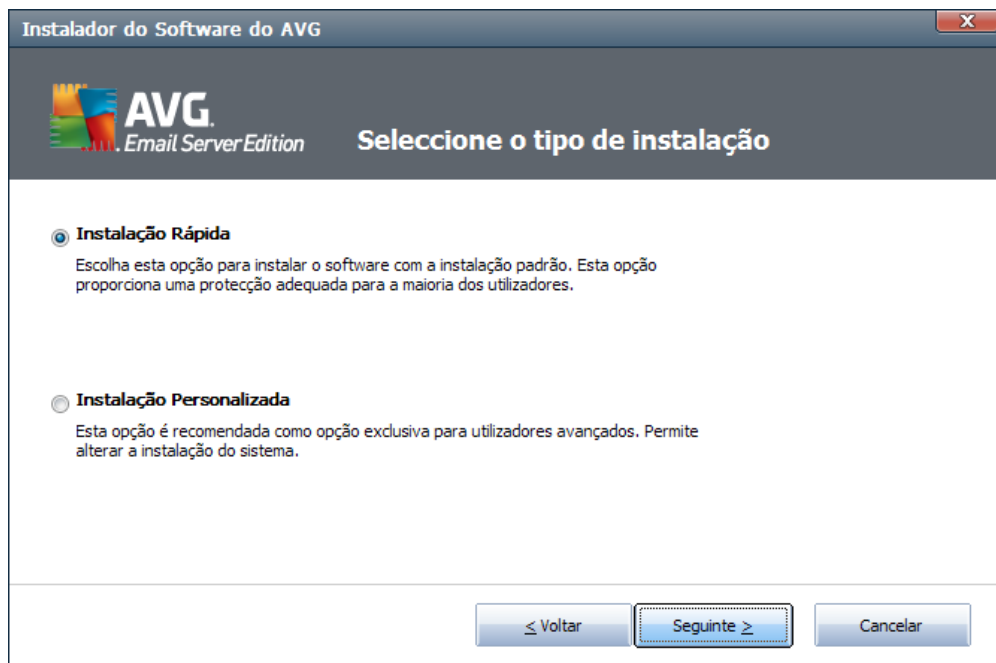 Instalador do Software do AVG
X
AVG.
Email Server Edition
Seleccione o tipo de instalação
Instalação Rápida
Escolha esta opção para instalar o software com a instalação padrão. Esta opção
proporciona uma protecção adequada para a maioria dos utilizadores.
Instalação Personalizada
Esta opção é recomendada como opção exclusiva para utilizadores avançados. Permite
alterar a instalação do sistema.
< Voltar
Seguinte >
Cancelar